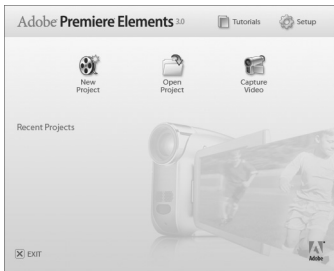 Adobe Premiere Elements 3.0
Tutorials
Setup
New
Project
Open
Project
Capture
Video
Recent Projects
EXIT
Adobe